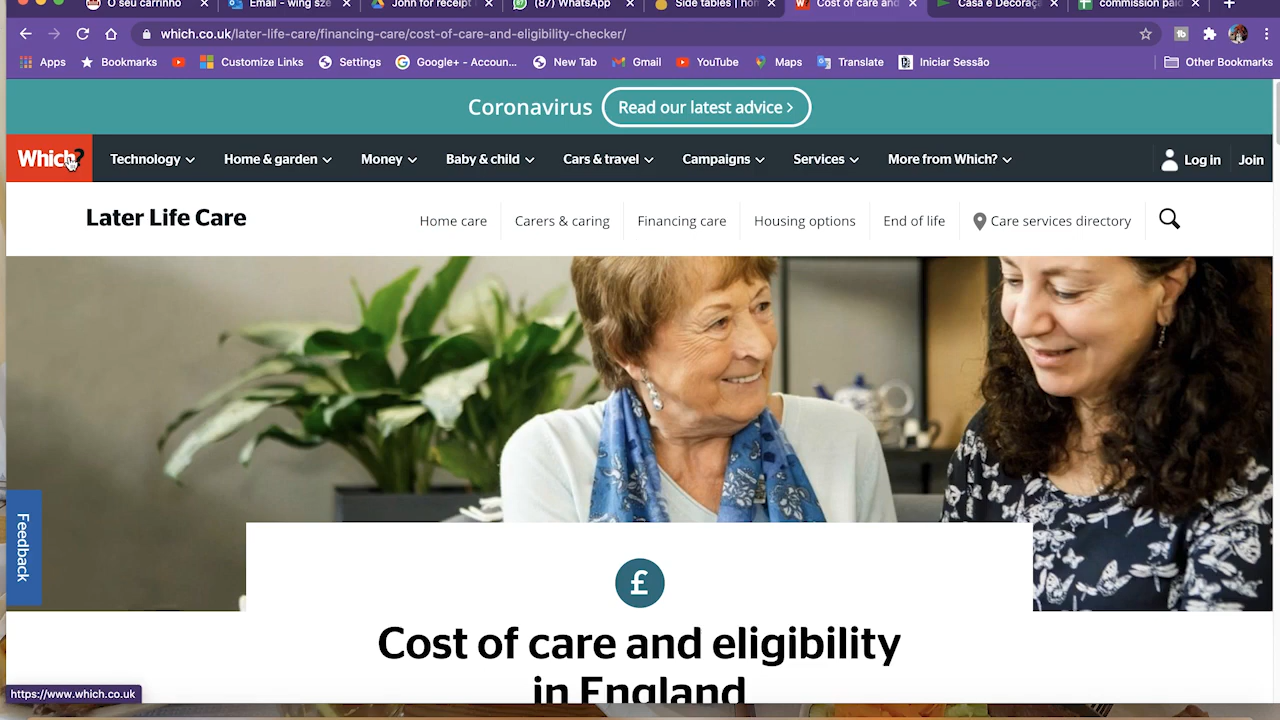 O seu carrinho
Email - wing sze
John for receipt
(87) WhatsApp
Side tables | hom
Cost of care and
Casa e Decoraç
commission paid
which.co.uk/later-life-care/financing-care/cost-of-care-and-eligibility-checker/
Apps
Bookmarks
Customize Links
Settings
Google+ - Accoun...
New Tab
Gmail
YouTube
Maps
Translate
Iniciar Sessão
Other Bookmarks
Coronavirus
Read our latest advice >
Which?
Technology
Home & garden
Money
Baby & child
Cars & travel
Campaigns
Services
More from Which?
Log in
Join
Later Life Care
Home care
Carers & caring
Financing care
Housing options
End of life
Care services directory
Feedback
£
Cost of care and eligibility
in England
https://www.which.co.uk